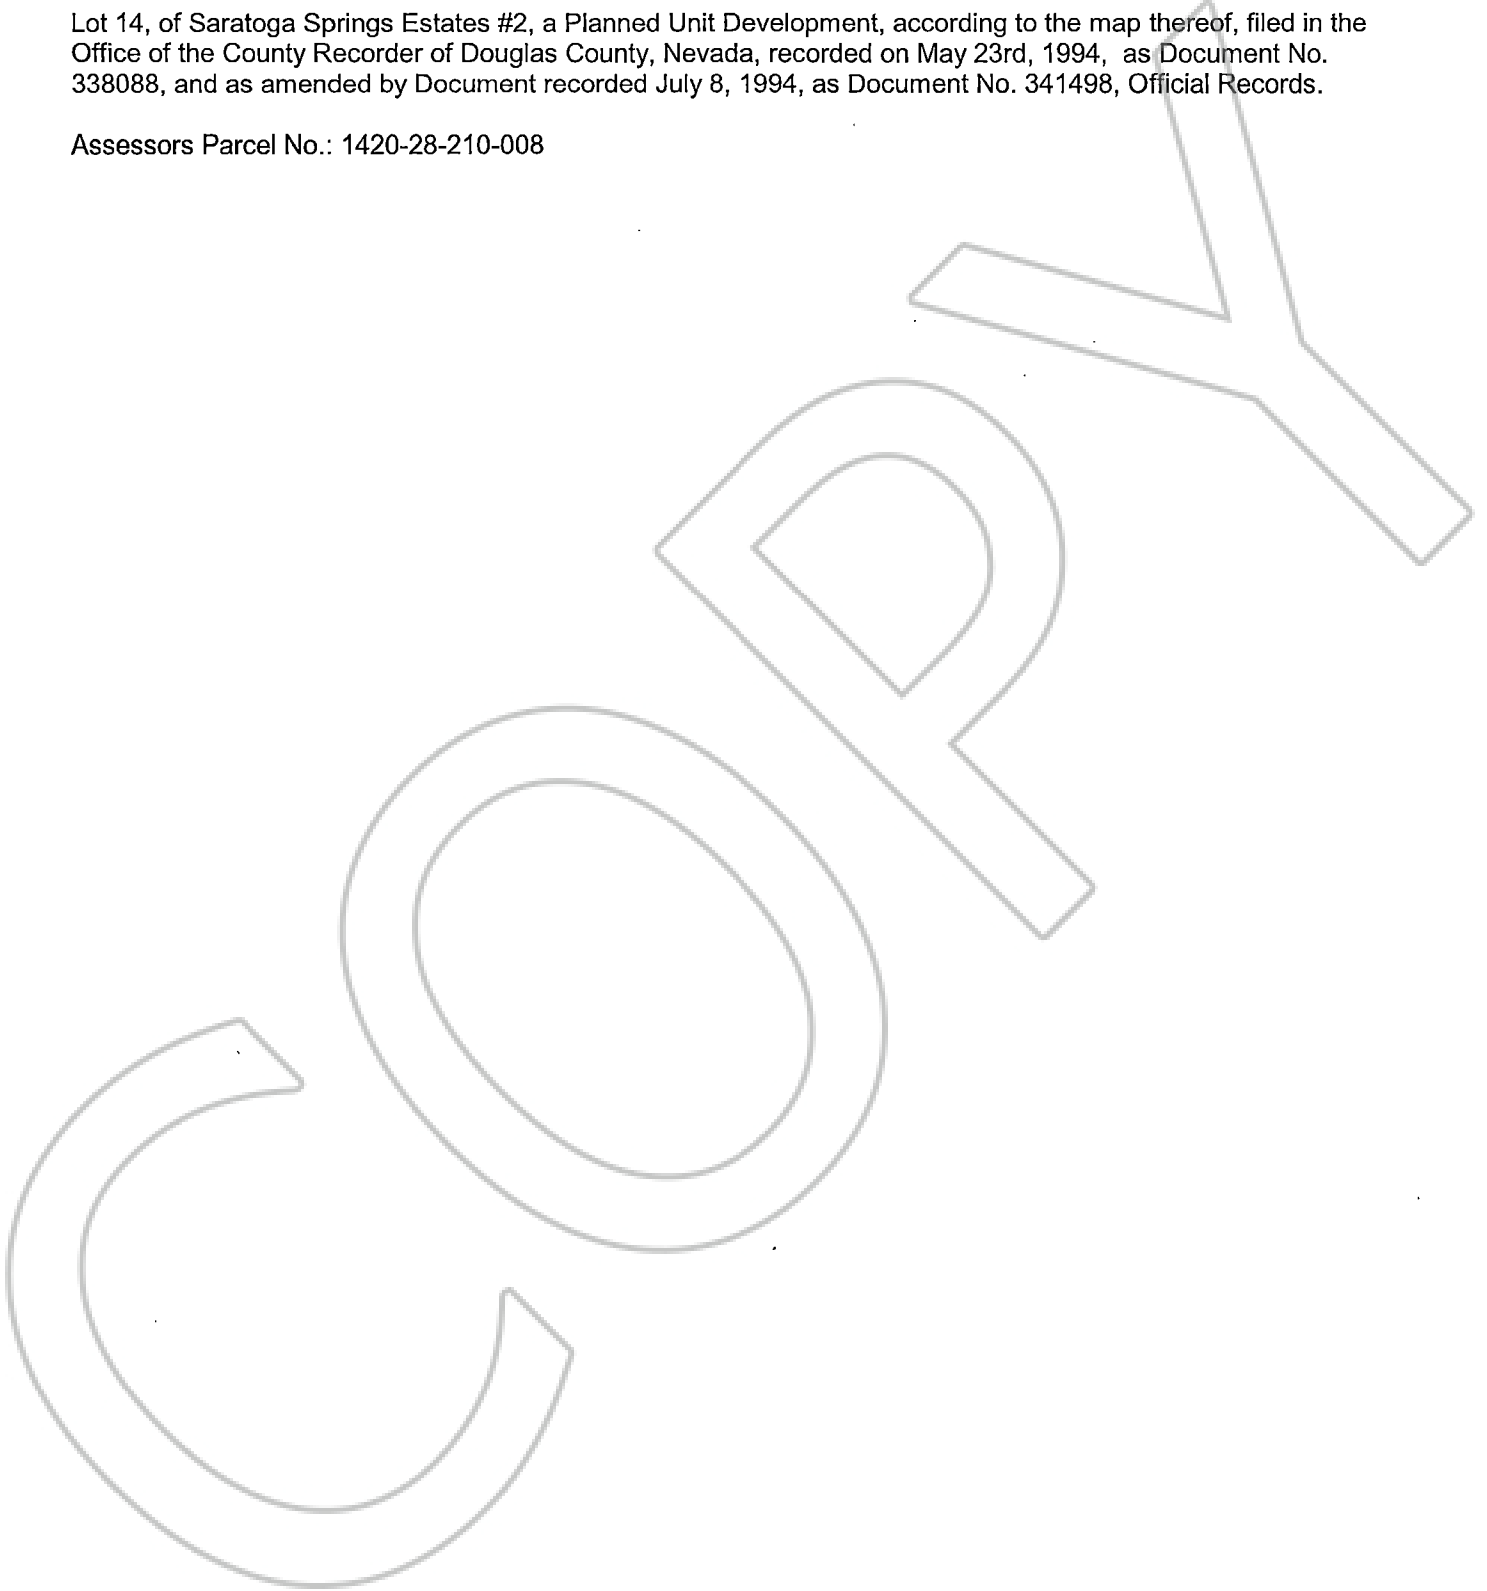 Lot 14, of Saratoga Springs Estates #2, a Planned Unit Development, according to the map thereof, filed in the
Office of the County Recorder of Douglas County, Nevada, recorded on May 23rd, 1994, as Document No.
338088, and as amended by Document recorded July 8, 1994, as Document No. 341498, Official Records.
Assessors Parcel No.: 1420-28-210-008
COPY